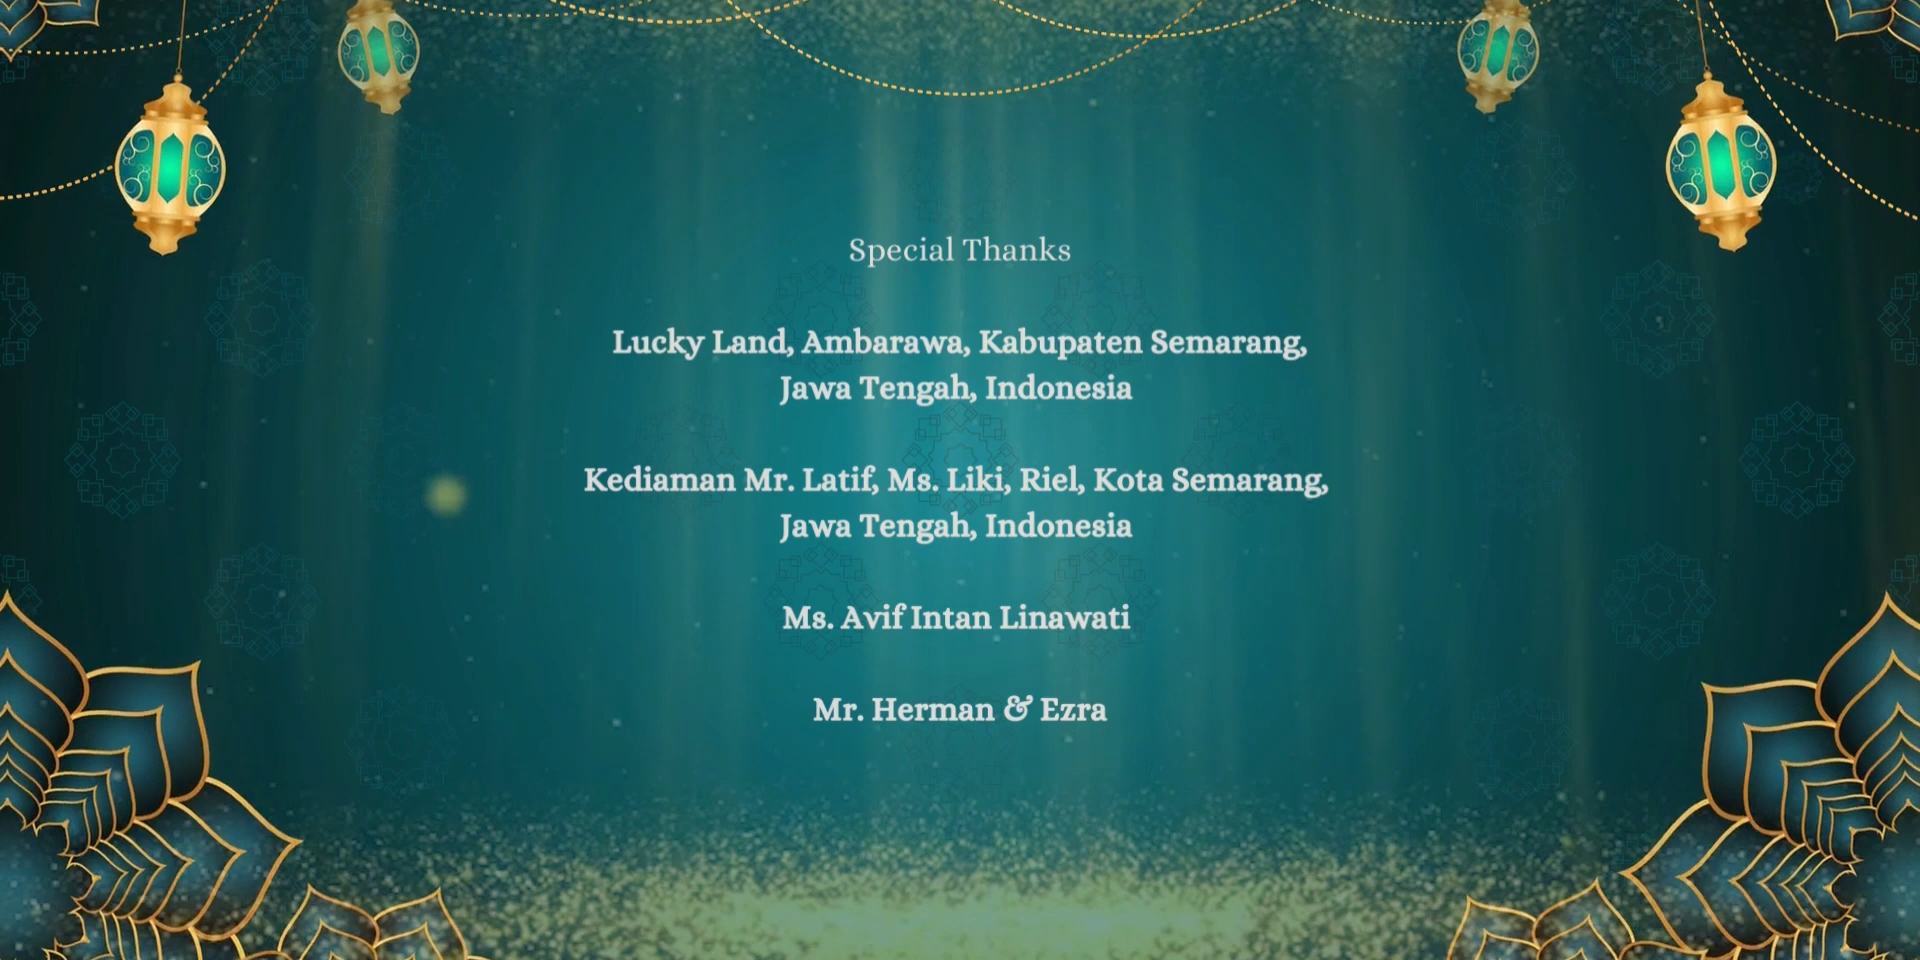 Special Thanks
Lucky Land, Ambarawa, Kabupaten Semarang,
Jawa Tengah, Indonesia
Kediaman Mr. Latif, Ms. Liki, Riel, Kota Semarang,
Jawa Tengah, Indonesia
Ms. Avif Intan Linawati
Mr. Herman & Ezra